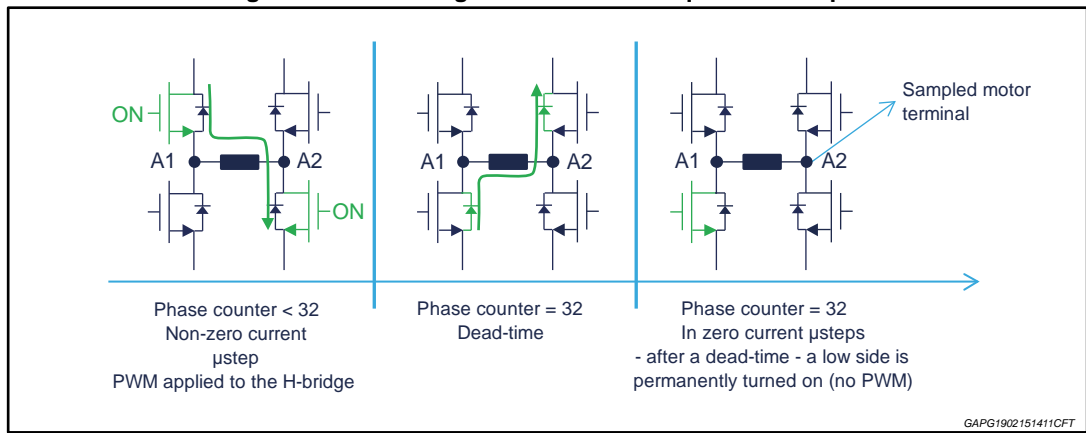 ON
A1
A2
ON
A1
A2
A1
A2
Sampled motor
terminal
Phase counter < 32
Non-zero current
µstep
PWM applied to the H-bridge
Phase counter = 32
Dead-time
Phase counter = 32
In zero current µsteps
- after a dead-time - a low side is
permanently turned on (no PWM)
GAPG1902151411CFT